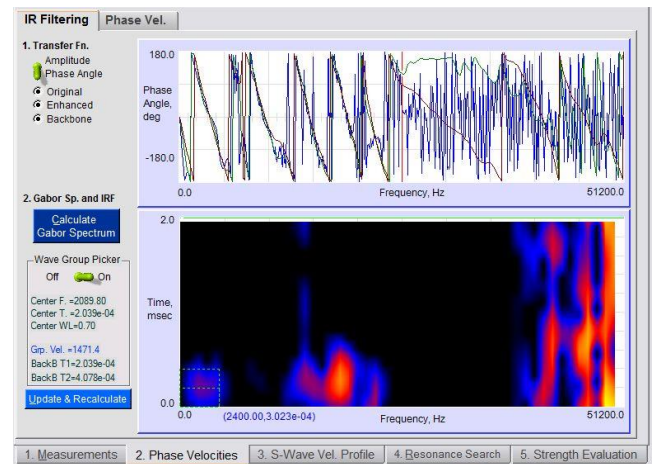 IR Filtering
Phase Vel.
1. Transfer Fn.
Amplitude
Phase Angle
Original
Enhanced
Backbone
180.0
Phase
Angle,
deg
-180.0
0.0
Frequency, Hz
51200.0
2. Gabor Sp. and IRF
Calculate
Gabor Spectrum
Wave Group Picker
Off
On
Center F. =2089.80
Center T. =2.039e-04
Center WL=0.70
Grp. Vel. =1471.4
BackB T1=2.039e-04
BackB T2=4.078e-04
Update & Recalculate
2.0
Time,
msec
0.0
0.0
(2400.00,3.023e-04)
Frequency, Hz
51200.0
1. Measurements
2. Phase Velocities
3. S-Wave Vel. Profile
4. Resonance Search
5. Strength Evaluation